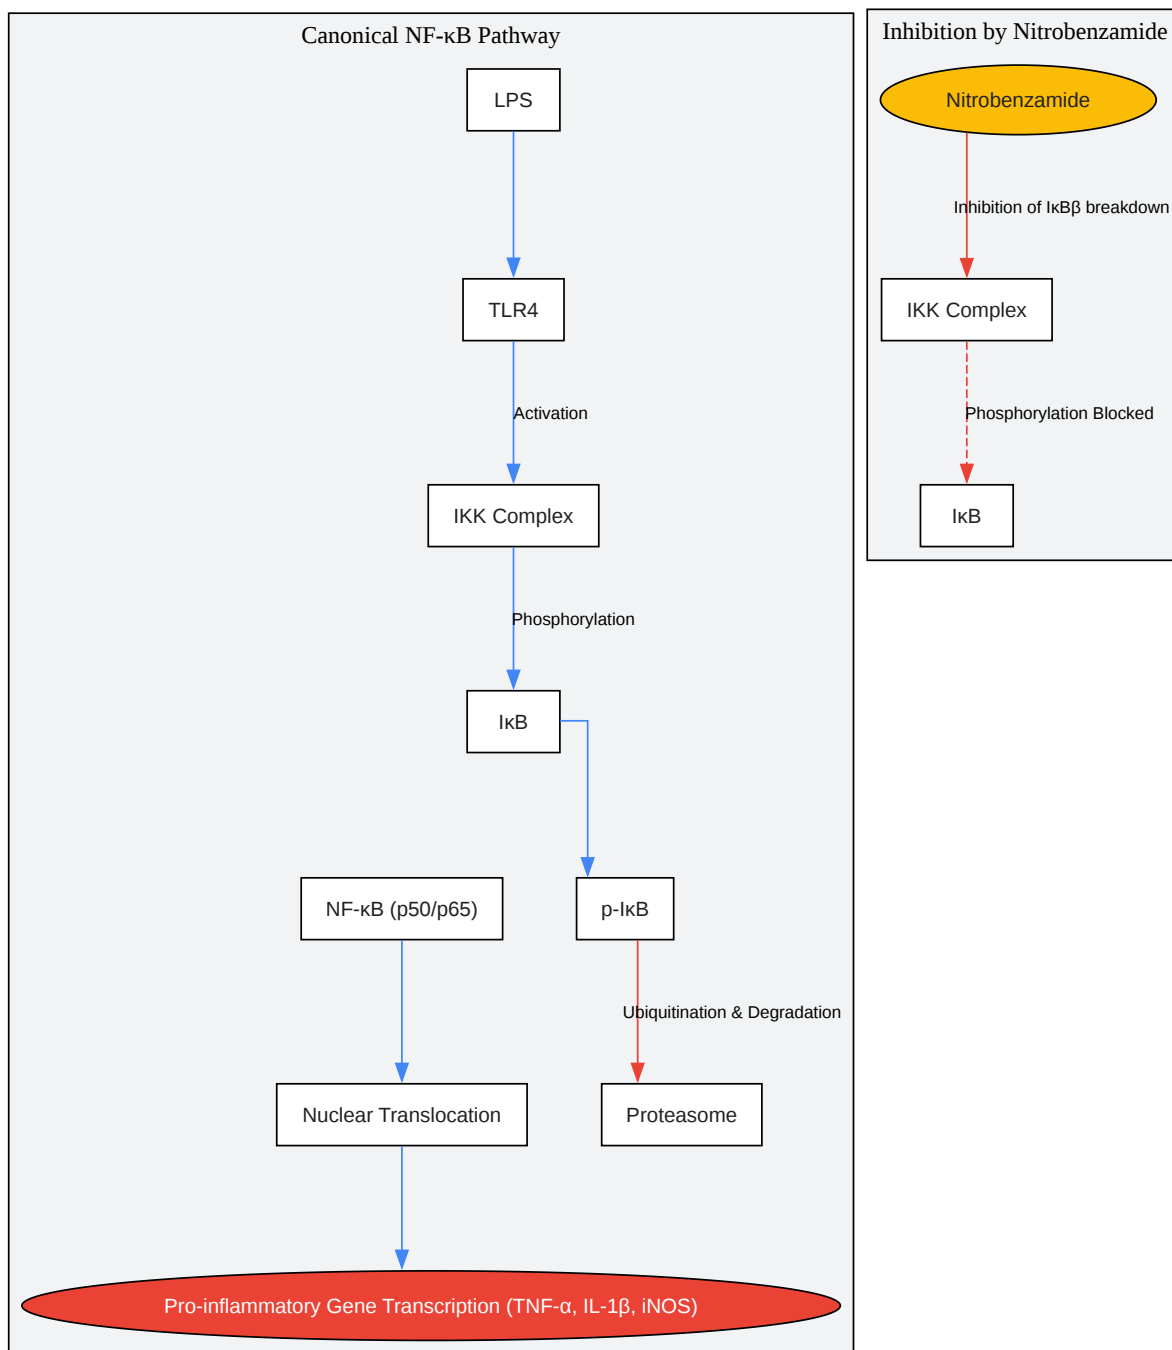 Canonical NF-κB Pathway
LPS
TLR4
Activation
IKK Complex
Phosphorylation
IκB
NF-κB (p50/p65)
p-IκB
Ubiquitination & Degradation
Nuclear Translocation
Proteasome
Pro-inflammatory Gene Transcription (TNF-α, IL-1β, iNOS)
Inhibition by Nitrobenzamide
Nitrobenzamide
Inhibition of IκBβ breakdown
IKK Complex
Phosphorylation Blocked
IκB